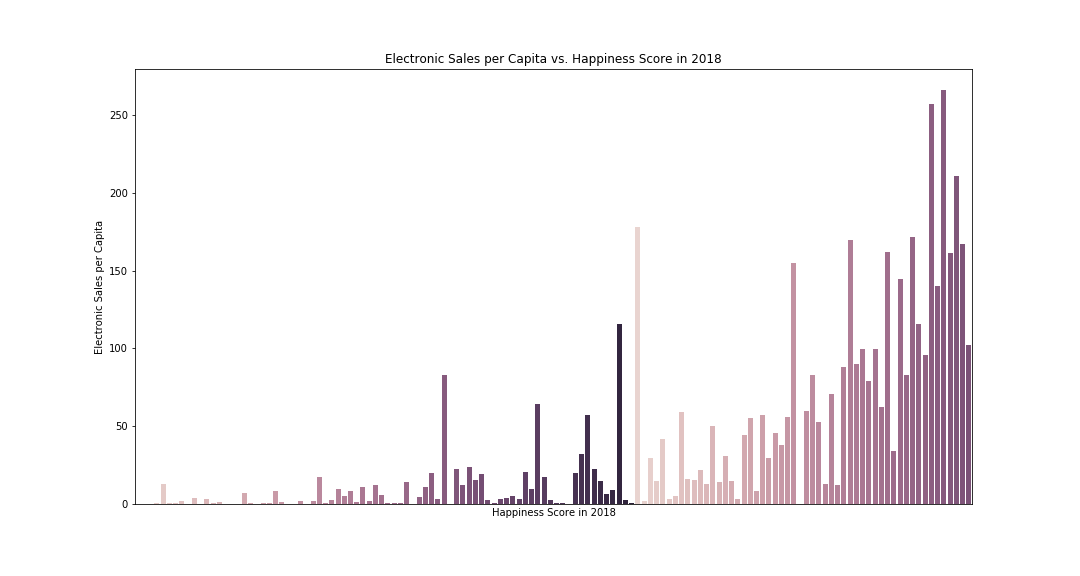 Electronic Sales per Capita vs. Happiness Score in 2018
Electronic Sales per Capita
250
200
150
100
50
0
Happiness Score in 2018